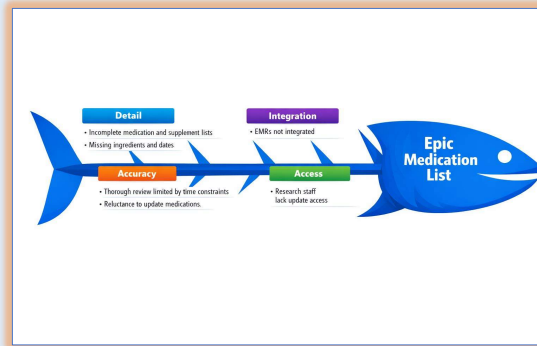 Detail
• Incomplete medication and supplement lists
• Missing ingredients and dates
Integration
• EMRs not integrated
Accuracy
• Thorough review limited by time constraints
• Reluctance to update medications.
Access
• Research staff
lack update access
Epic
Medication
List